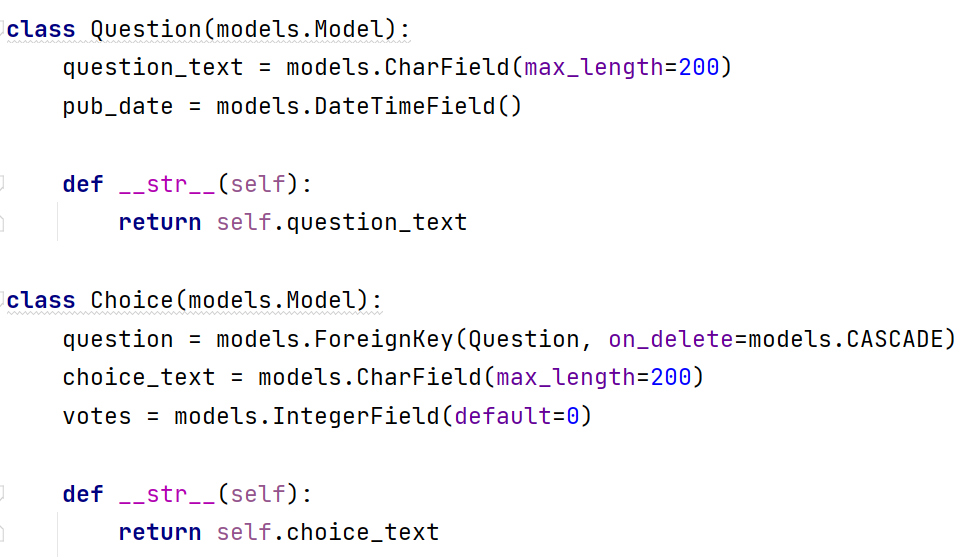 class Question(models.Model):
    question_text = models.CharField(max_length=200)
    pub_date = models.DateTimeField()
    def __str__(self):
        return self.question_text
class Choice(models.Model):
    question = models.ForeignKey(Question, on_delete=models.CASCADE)
    choice_text = models.CharField(max_length=200)
    votes = models.IntegerField(default=0)
    def __str__(self):
        return self.choice_text